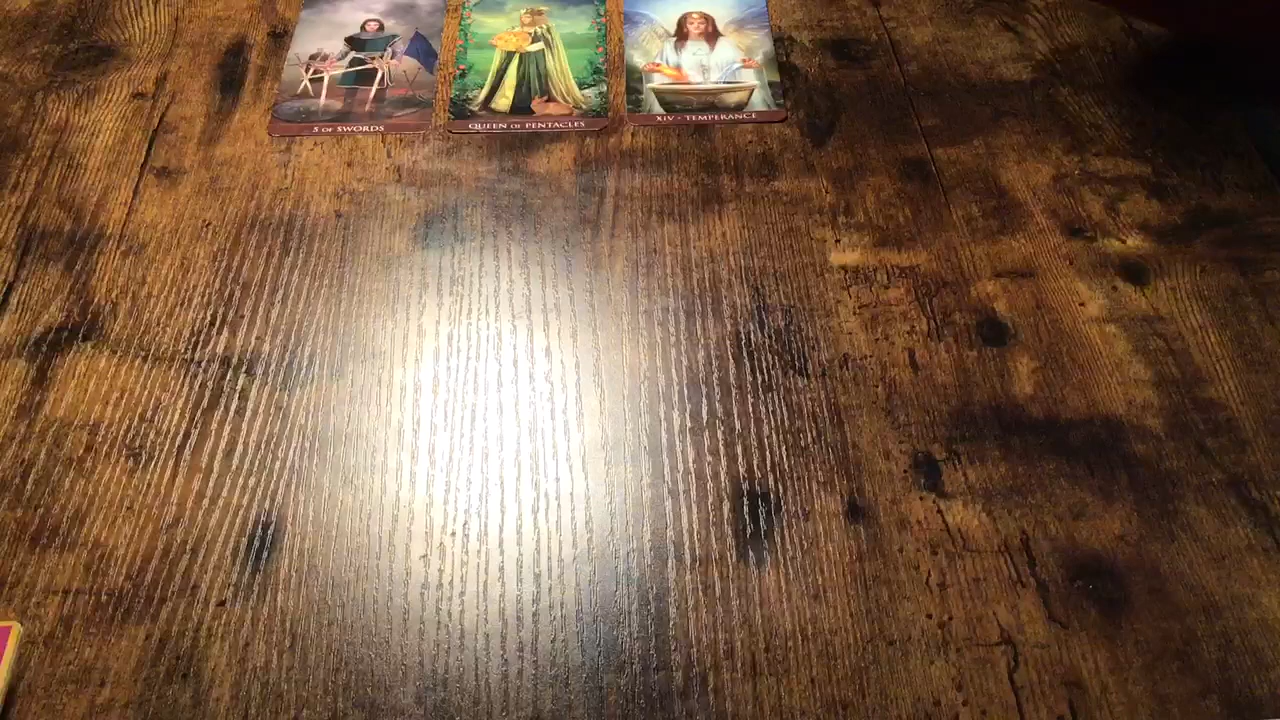 5 OF SWORDS
QUEEN OF PENTACLES
XIV • TEMPERANCE